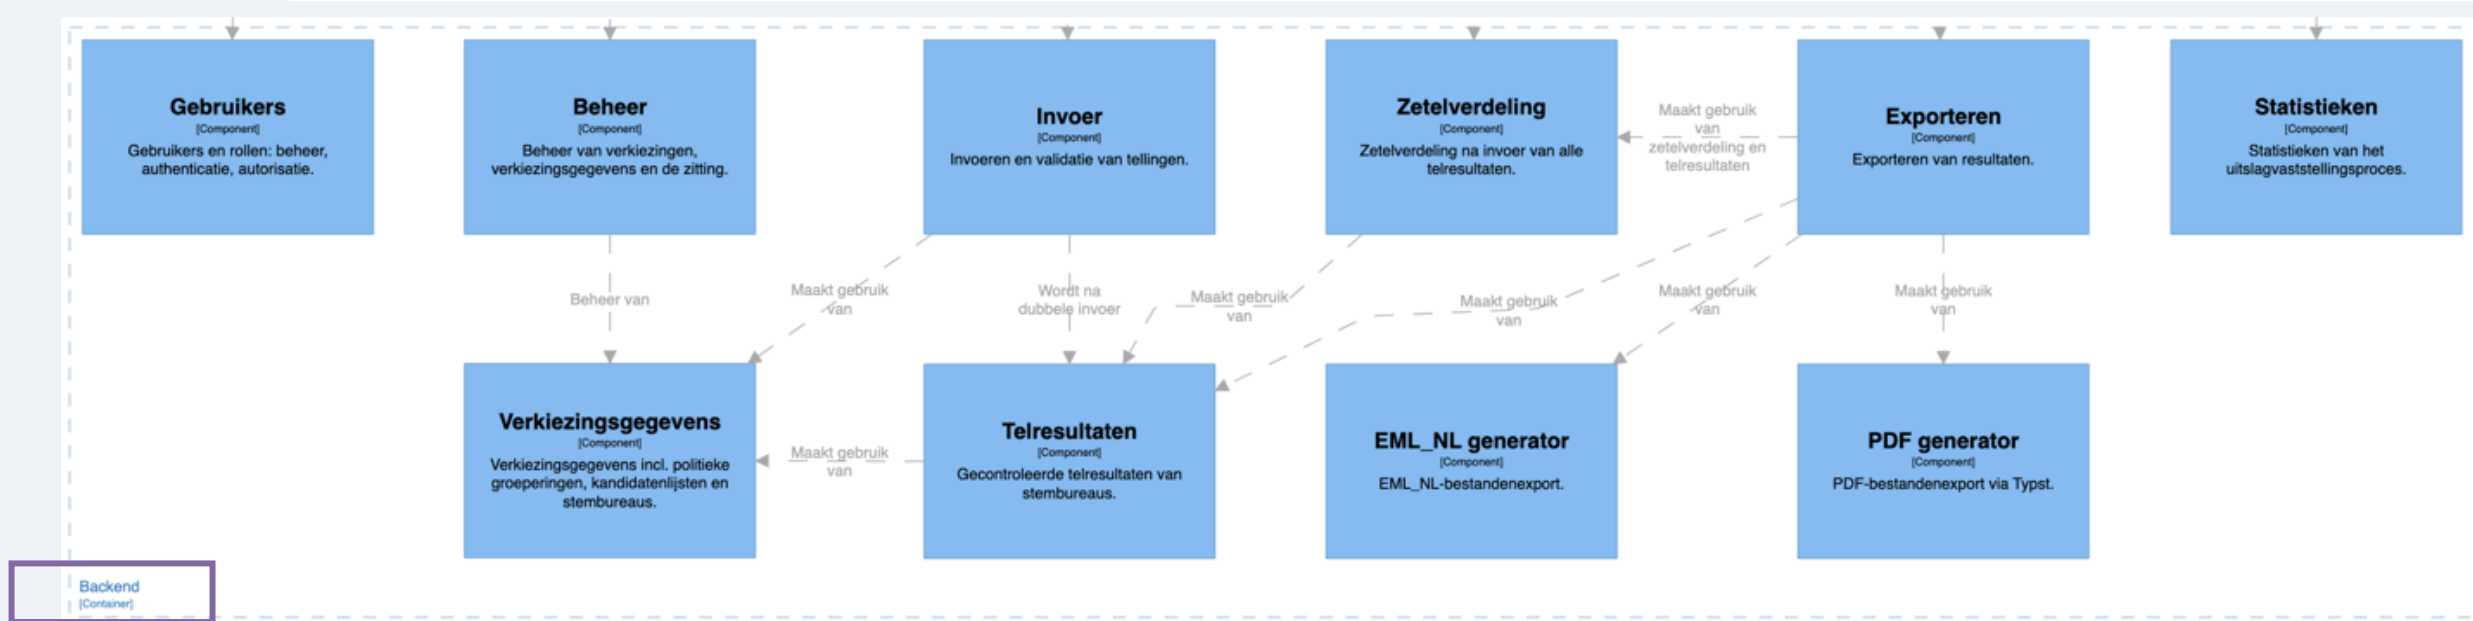 Gebruikers
[Component]
Gebruikers en rollen: beheer,
authenticatie, autorisatie.
Beheer
[Component]
Beheer van verkiezingen,
verkiezingsgegevens en de zitting.
Invoer
[Component]
Invoeren en validatie van tellingen.
Zetelverdeling
[Component]
Zetelverdeling na invoer van alle
telresultaten.
Maakt gebruik
van
zetelverdeling en
telresultaten
Exporteren
[Component]
Exporteren van resultaten.
Statistieken
[Component]
Statistieken van het
uitslagvaststellingsproces.
Beheer van
Maakt gebruik
van
Wordt na
dubbele invoer
Maakt gebruik
van
Maakt gebruik
van
Maakt gebruik
van
Maakt gebruik
van
Verkiezingsgegevens
[Component]
Verkiezingsgegevens incl. politieke
groeperingen, kandidatenlijsten en
stembureaus.
Maakt gebruik
van
Telresultaten
[Component]
Gecontroleerde telresultaten van
stembureaus.
EML_NL generator
[Component]
EML_NL-bestandenexport.
PDF generator
[Component]
PDF-bestandenexport via Typst.
Backend
[Container]